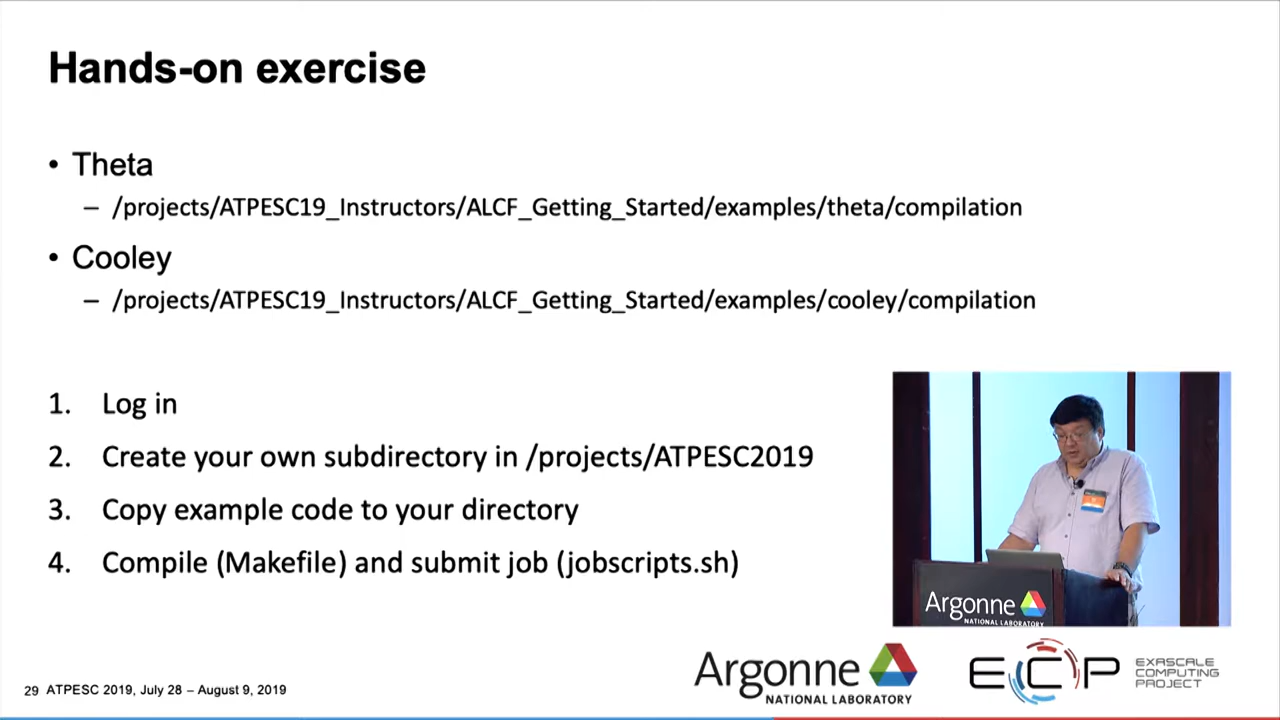 Hands-on exercise
• Theta
– /projects/ATPESC19_Instructors/ALCF_Getting_Started/examples/theta/compilation
• Cooley
– /projects/ATPESC19_Instructors/ALCF_Getting_Started/examples/cooley/compilation
1. Log in
2. Create your own subdirectory in /projects/ATPESC2019
3. Copy example code to your directory
4. Compile (Makefile) and submit job (jobscripts.sh)
Argonne
NATIONAL LABORATORY
29 ATPESC 2019, July 28 – August 9, 2019
Argonne
NATIONAL LABORATORY
ECP
EXASCALE
COMPUTING
PROJECT